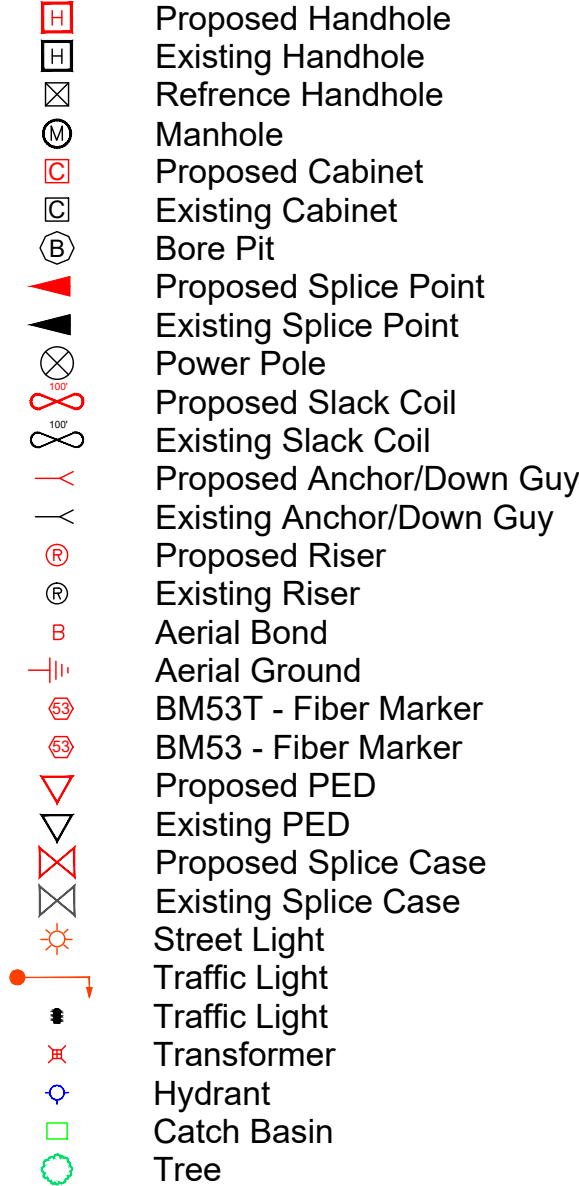 H Proposed Handhole
H Existing Handhole
Refrence Handhole
M Manhole
C Proposed Cabinet
C Existing Cabinet
B Bore Pit
Proposed Splice Point
Existing Splice Point
Power Pole
100' Proposed Slack Coil
100' Existing Slack Coil
Proposed Anchor/Down Guy
Existing Anchor/Down Guy
R Proposed Riser
R Existing Riser
B Aerial Bond
Aerial Ground
53 BM53T - Fiber Marker
53 BM53 - Fiber Marker
Proposed PED
Existing PED
Proposed Splice Case
Existing Splice Case
Street Light
Traffic Light
Traffic Light
Transformer
Hydrant
Catch Basin
Tree